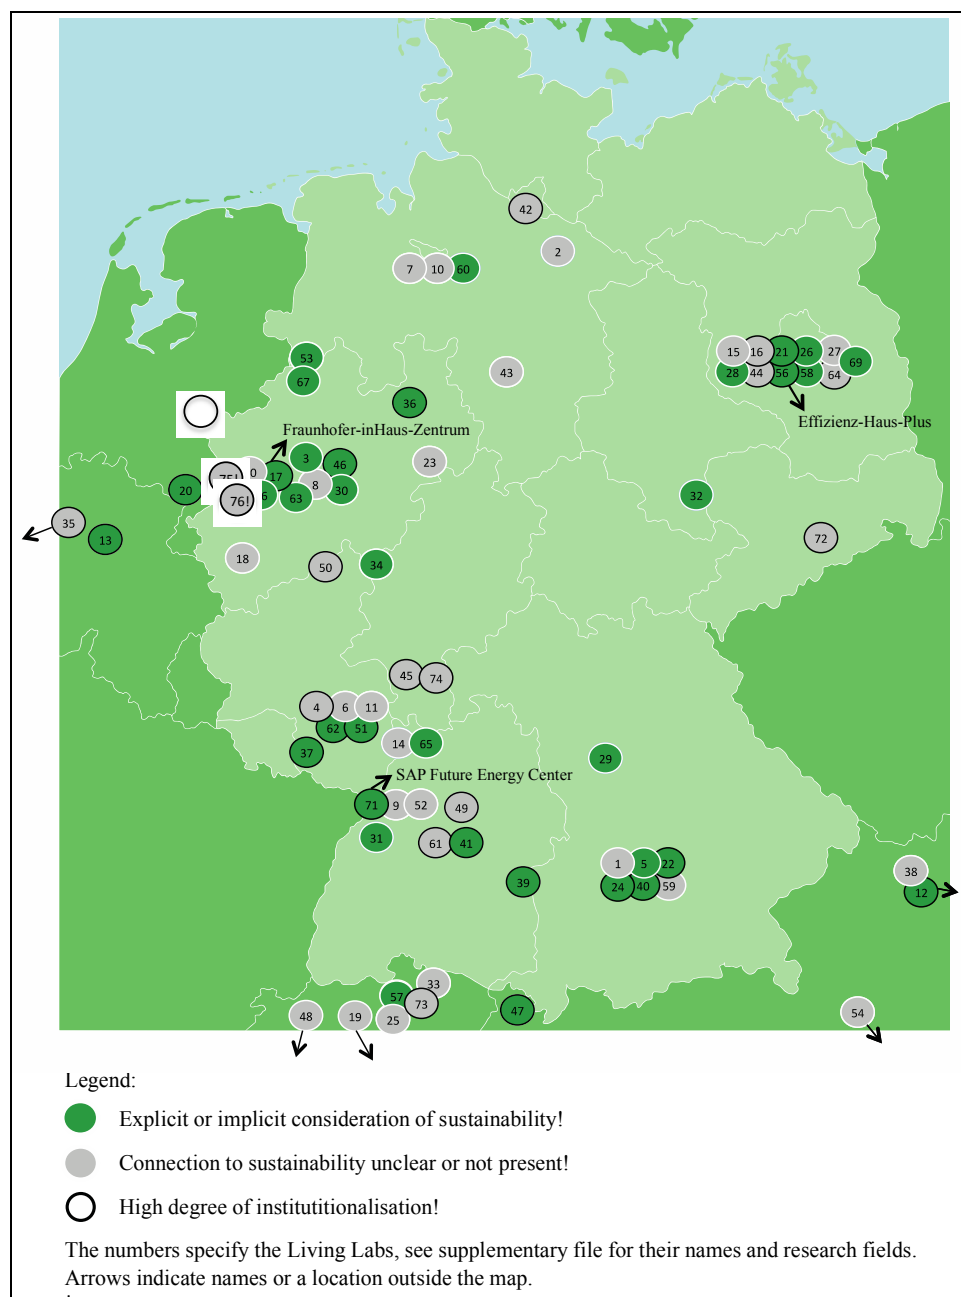 42
2
7 10 60
53
67
43
15 16 21 26 27 69
28 44 56 58 64
Effizienz-Haus-Plus
36
Fraunhofer-inHaus-Zentrum
3 46 23
17
8 30
63
20
75!
76!
32
35
13
72
18 50 34
45 74
4 6 11
62 51
37
14 65
29
SAP Future Energy Center
71 9 52 49
31
61 41
39
1 5 22
24 40 59
38
12
33
57
73
25
48 19
47
54
Legend:
Explicit or implicit consideration of sustainability!
Connection to sustainability unclear or not present!
High degree of institutitionalisation!
The numbers specify the Living Labs, see supplementary file for their names and research fields.
Arrows indicate names or a location outside the map.